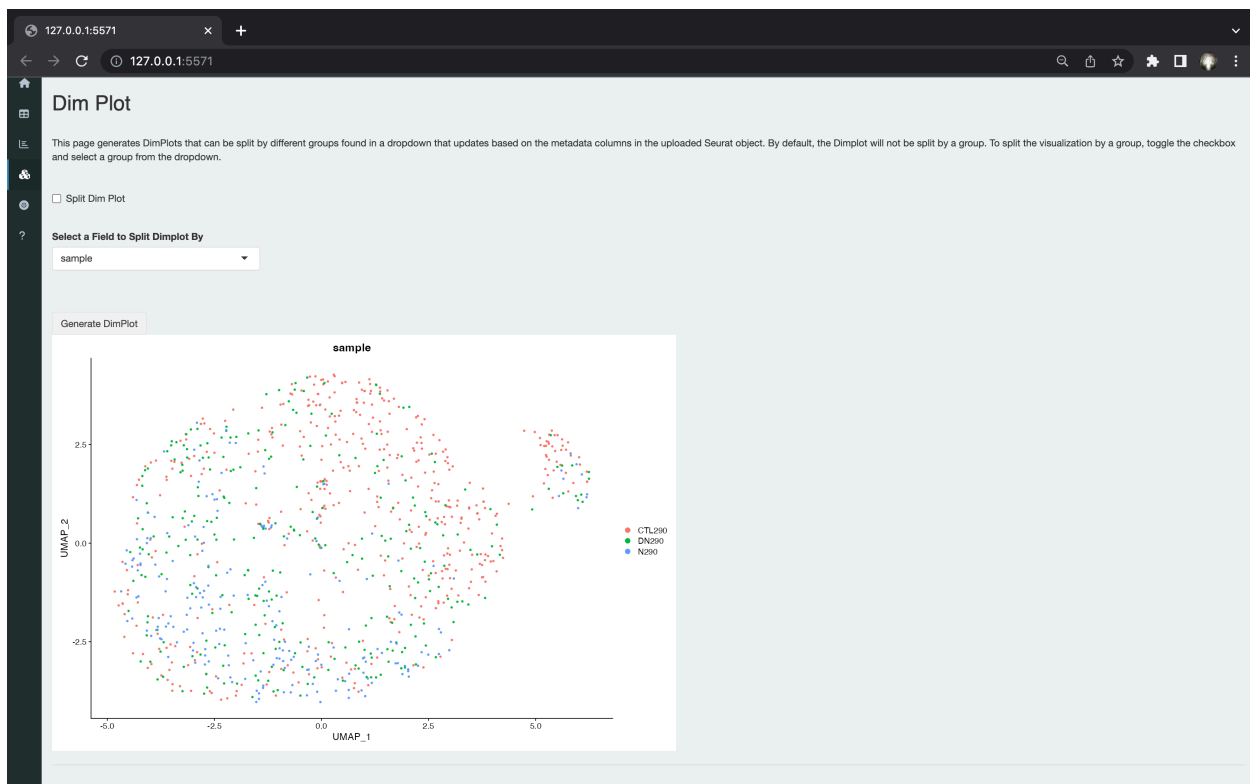 127.0.0.1:5571
127.0.0.1:5571
Dim Plot
This page generates DimPlots that can be split by different groups found in a dropdown that updates based on the metadata columns in the uploaded Seurat object. By default, the Dimplot will not be split by a group. To split the visualization by a group, toggle the checkbox
and select a group from the dropdown.
Split Dim Plot
?
Select a Field to Split Dimplot By
sample
Generate DimPlot
sample
2.5
0.0
-2.5
UMAP_2
CTL290
DN290
N290
-5.0 -2.5 0.0 2.5 5.0
UMAP_1